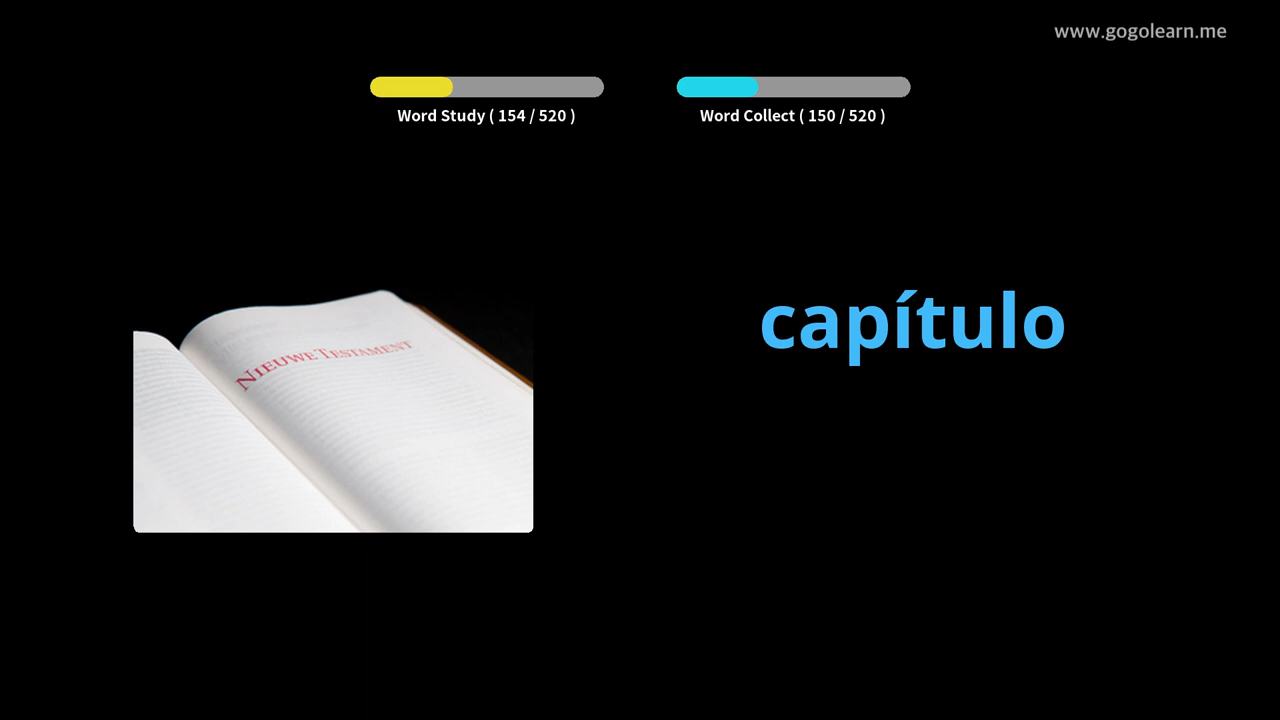 www.gogolearn.me
Word Study ( 154 / 520 )
Word Collect ( 150 / 520 )
NIEUWE TESTAMENT
capítulo